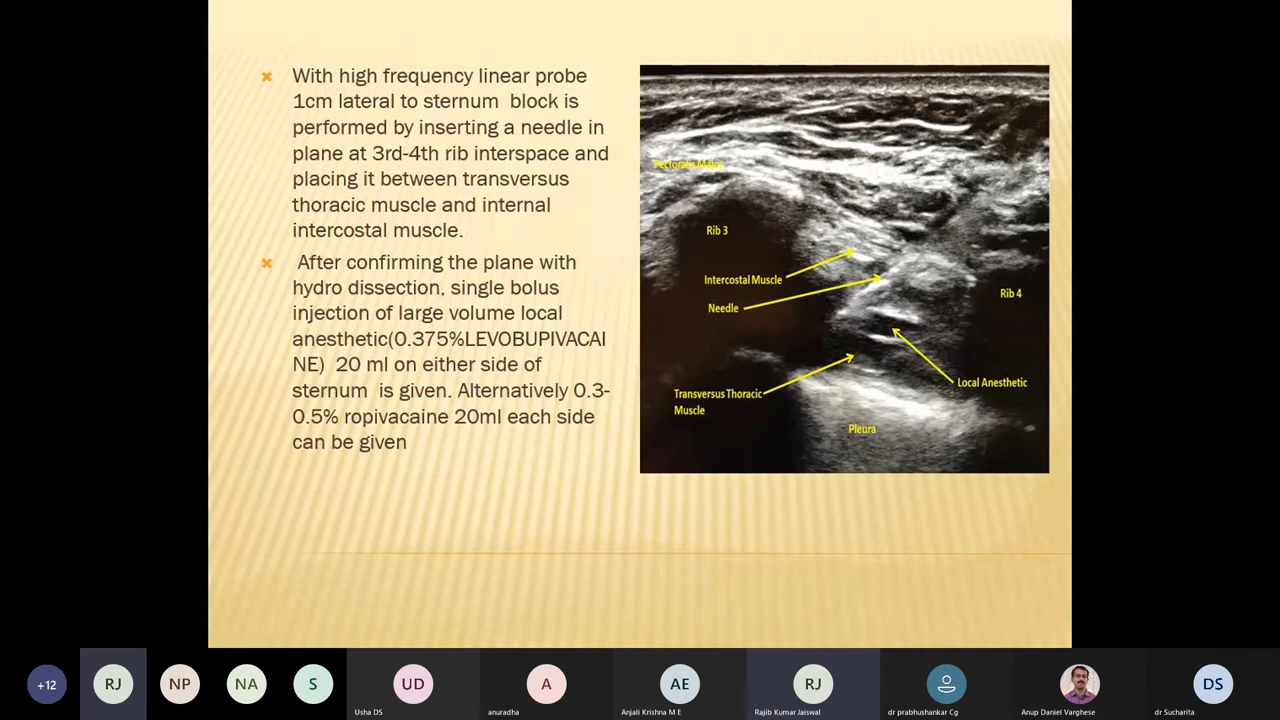 With high frequency linear probe
1cm lateral to sternum block is
performed by inserting a needle in
plane at 3rd-4th rib interspace and
placing it between transversus
thoracic muscle and internal
intercostal muscle.
After confirming the plane with
hydro dissection, single bolus
injection of large volume local
anesthetic(0.375%LEVOBUPIVACAI
NE) 20 ml on either side of
sternum is given. Alternatively 0.3-
0.5% ropivacaine 20ml each side
can be given
Pectoralis Major
Rib 3
Intercostal Muscle
Needle
Rib 4
Local Anesthetic
Transversus Thoracic
Muscle
Pleura
+12
RJ
NP
NA
S
UD
Usha DS
A
anuradha
AE
Anjali Krishna M E
RJ
Rajib Kumar Jaiswal
dr prabhushankar Cg
Anup Daniel Varghese
DS
dr Sucharita